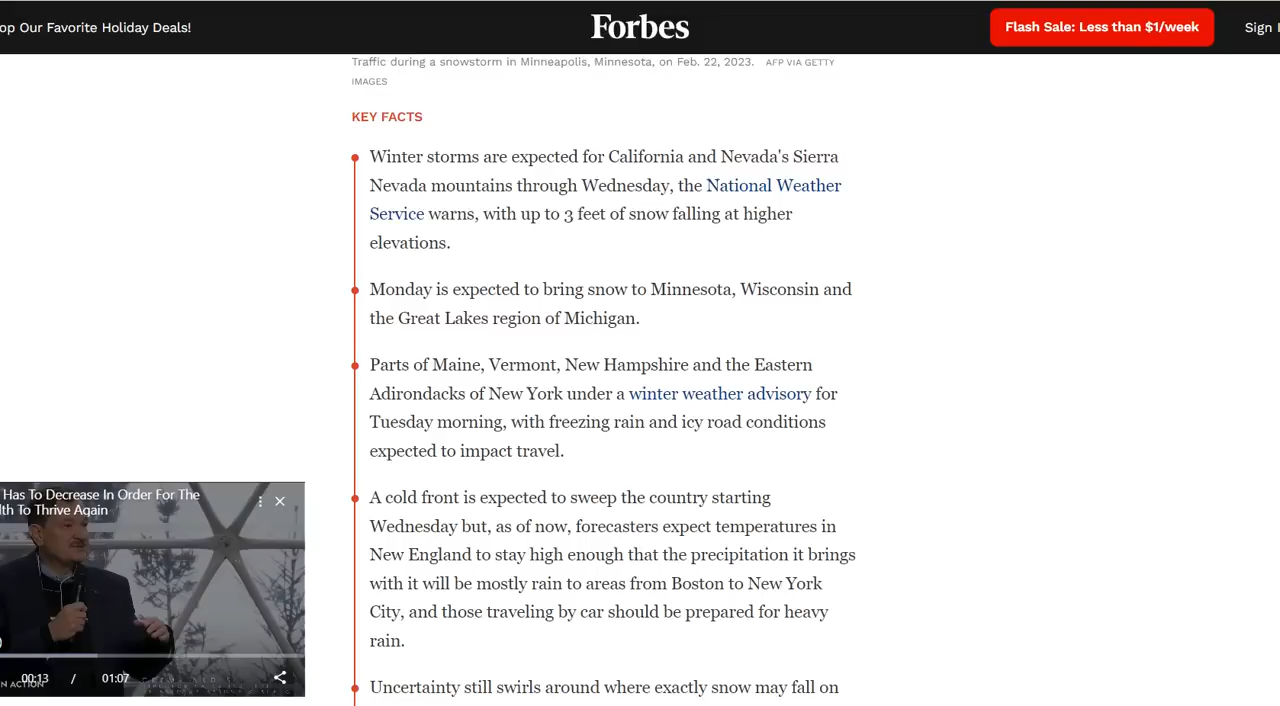 op Our Favorite Holiday Deals!
Forbes
Flash Sale: Less than $1/week
Sign I
Traffic during a snowstorm in Minneapolis, Minnesota, on Feb. 22, 2023. AFP VIA GETTY
IMAGES
KEY FACTS
Winter storms are expected for California and Nevada's Sierra
Nevada mountains through Wednesday, the National Weather
Service warns, with up to 3 feet of snow falling at higher
elevations.
Monday is expected to bring snow to Minnesota, Wisconsin and
the Great Lakes region of Michigan.
Parts of Maine, Vermont, New Hampshire and the Eastern
Adirondacks of New York under a winter weather advisory for
Tuesday morning, with freezing rain and icy road conditions
expected to impact travel.
A cold front is expected to sweep the country starting
Wednesday but, as of now, forecasters expect temperatures in
New England to stay high enough that the precipitation it brings
with it will be mostly rain to areas from Boston to New York
City, and those traveling by car should be prepared for heavy
rain.
Uncertainty still swirls around where exactly snow may fall on
Has To Decrease In Order For The
lth To Thrive Again
00:13 / 01:07
N ACTION